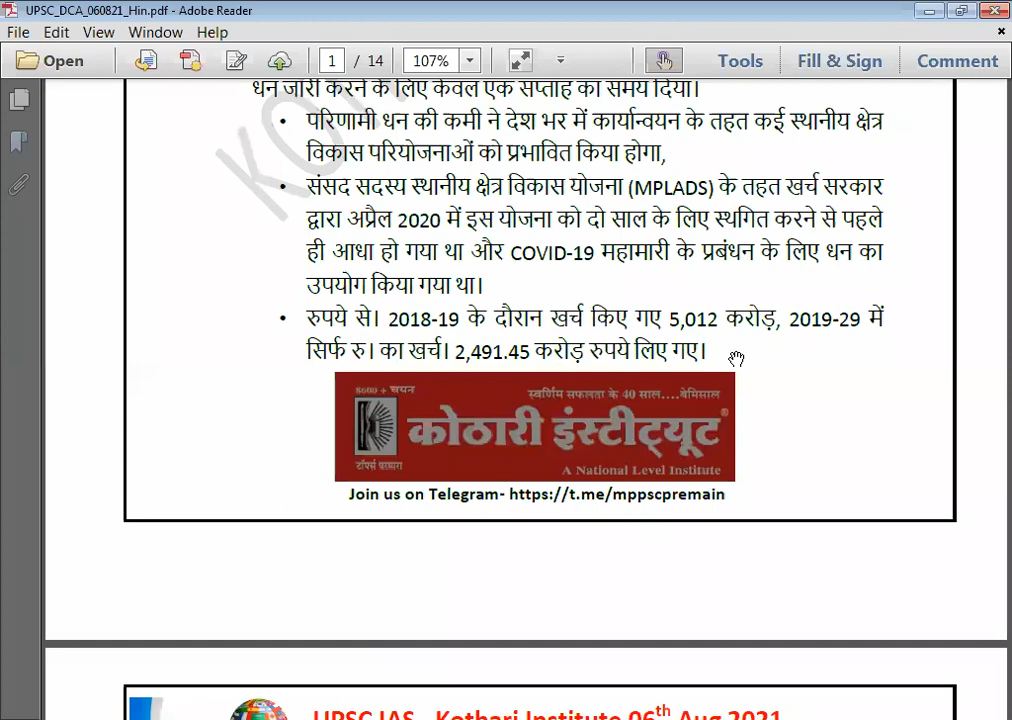 UPSC_DCA_060821_Hin.pdf - Adobe Reader
File Edit View Window Help
Open 1 / 14 107% Tools Fill & Sign Comment
धन जारी करने के लिए केवल एक सप्ताह का समय दिया।
• परिणामी धन की कमी ने देश भर में कार्यान्वयन के तहत कई स्थानीय क्षेत्र
विकास परियोजनाओं को प्रभावित किया होगा,
• संसद सदस्य स्थानीय क्षेत्र विकास योजना (MPLADS) के तहत खर्च सरकार
द्वारा अप्रैल 2020 में इस योजना को दो साल के लिए स्थगित करने से पहले
ही आधा हो गया था और COVID-19 महामारी के प्रबंधन के लिए धन का
उपयोग किया गया था।
• रुपये से। 2018-19 के दौरान खर्च किए गए 5,012 करोड़, 2019-29 में
सिर्फ रु। का खर्च। 2,491.45 करोड़ रुपये लिए गए।
8000 + चयन
स्वर्णिम सफलता के 40 साल....बेमिसाल
कोठारी इंस्टीट्यूट®
टॉपर्स परम्परा
A National Level Institute
Join us on Telegram- https://t.me/mppscpremain
UPSC IAS - Kothari Institute 06th Aug 2021